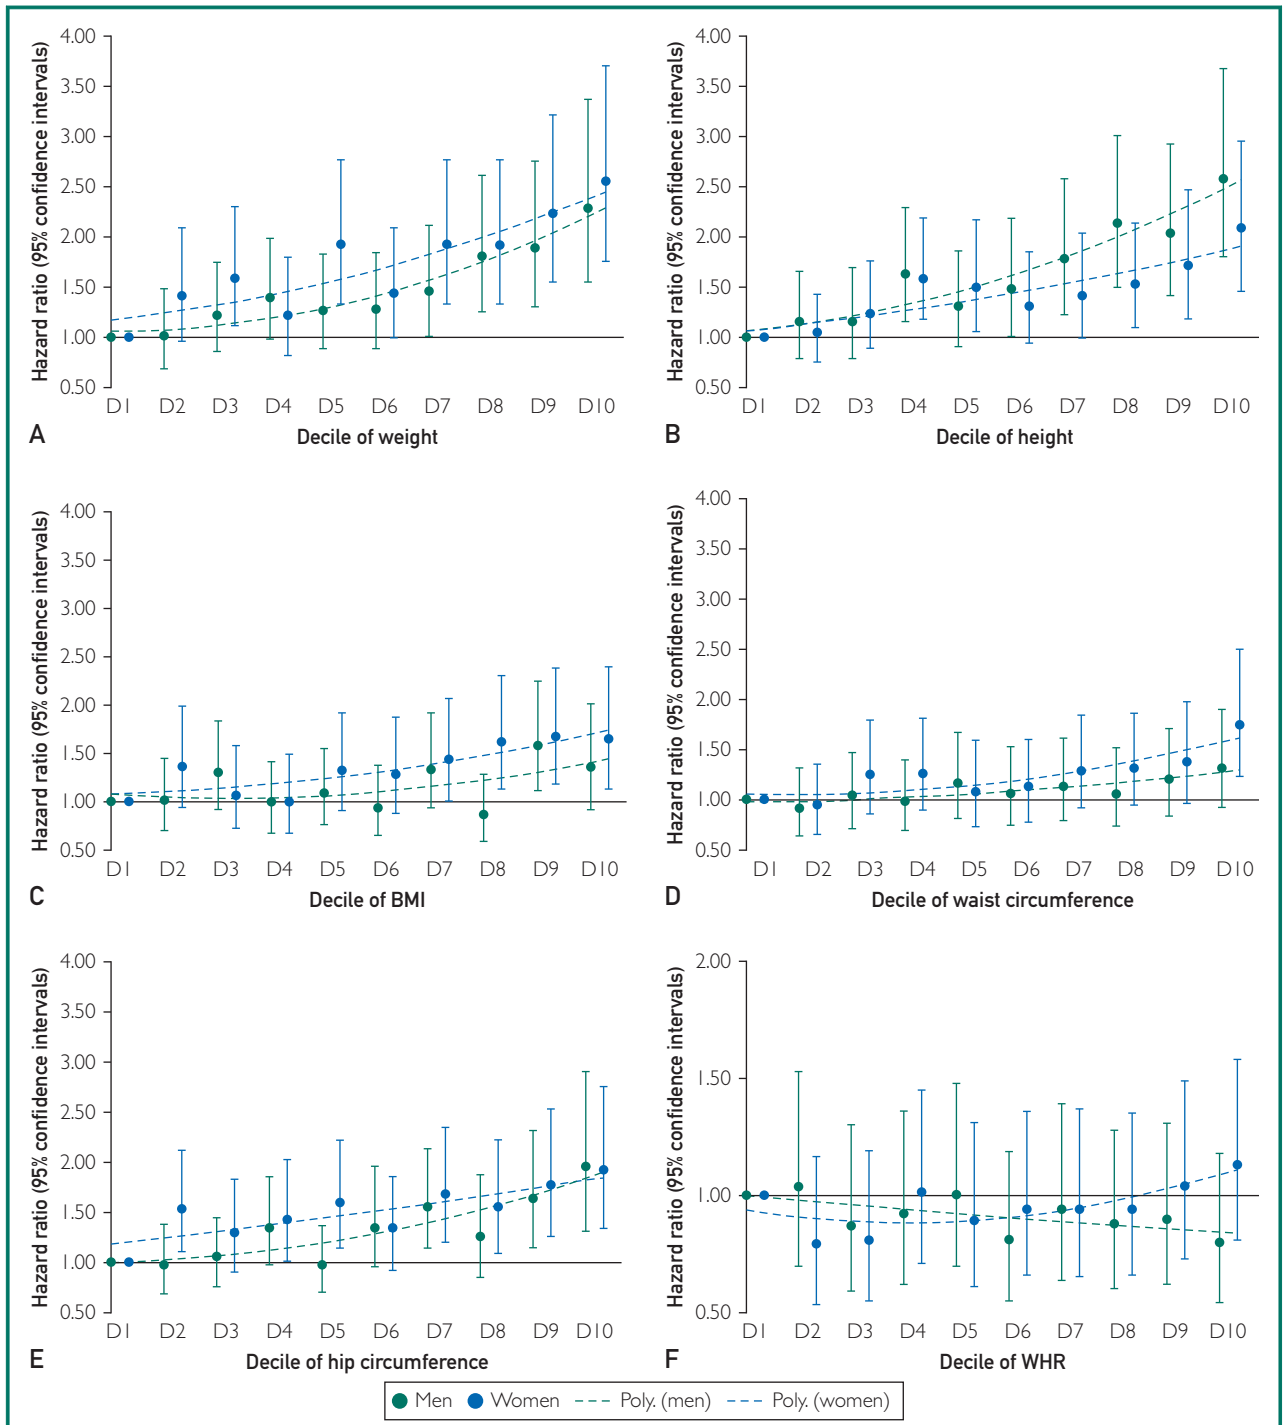 Hazard ratio (95% confidence intervals)
4.00
3.50
3.00
2.50
2.00
1.50
1.00
0.50
D1 D2 D3 D4 D5 D6 D7 D8 D9 D10
A Decile of weight
Hazard ratio (95% confidence intervals)
4.00
3.50
3.00
2.50
2.00
1.50
1.00
0.50
D1 D2 D3 D4 D5 D6 D7 D8 D9 D10
B Decile of height
Hazard ratio (95% confidence intervals)
4.00
3.50
3.00
2.50
2.00
1.50
1.00
0.50
D1 D2 D3 D4 D5 D6 D7 D8 D9 D10
C Decile of BMI
Hazard ratio (95% confidence intervals)
4.00
3.50
3.00
2.50
2.00
1.50
1.00
0.50
D1 D2 D3 D4 D5 D6 D7 D8 D9 D10
D Decile of waist circumference
Hazard ratio (95% confidence intervals)
4.00
3.50
3.00
2.50
2.00
1.50
1.00
0.50
D1 D2 D3 D4 D5 D6 D7 D8 D9 D10
E Decile of hip circumference
Hazard ratio (95% confidence intervals)
2.00
1.50
1.00
0.50
D1 D2 D3 D4 D5 D6 D7 D8 D9 D10
F Decile of WHR
Men Women Poly. (men) Poly. (women)